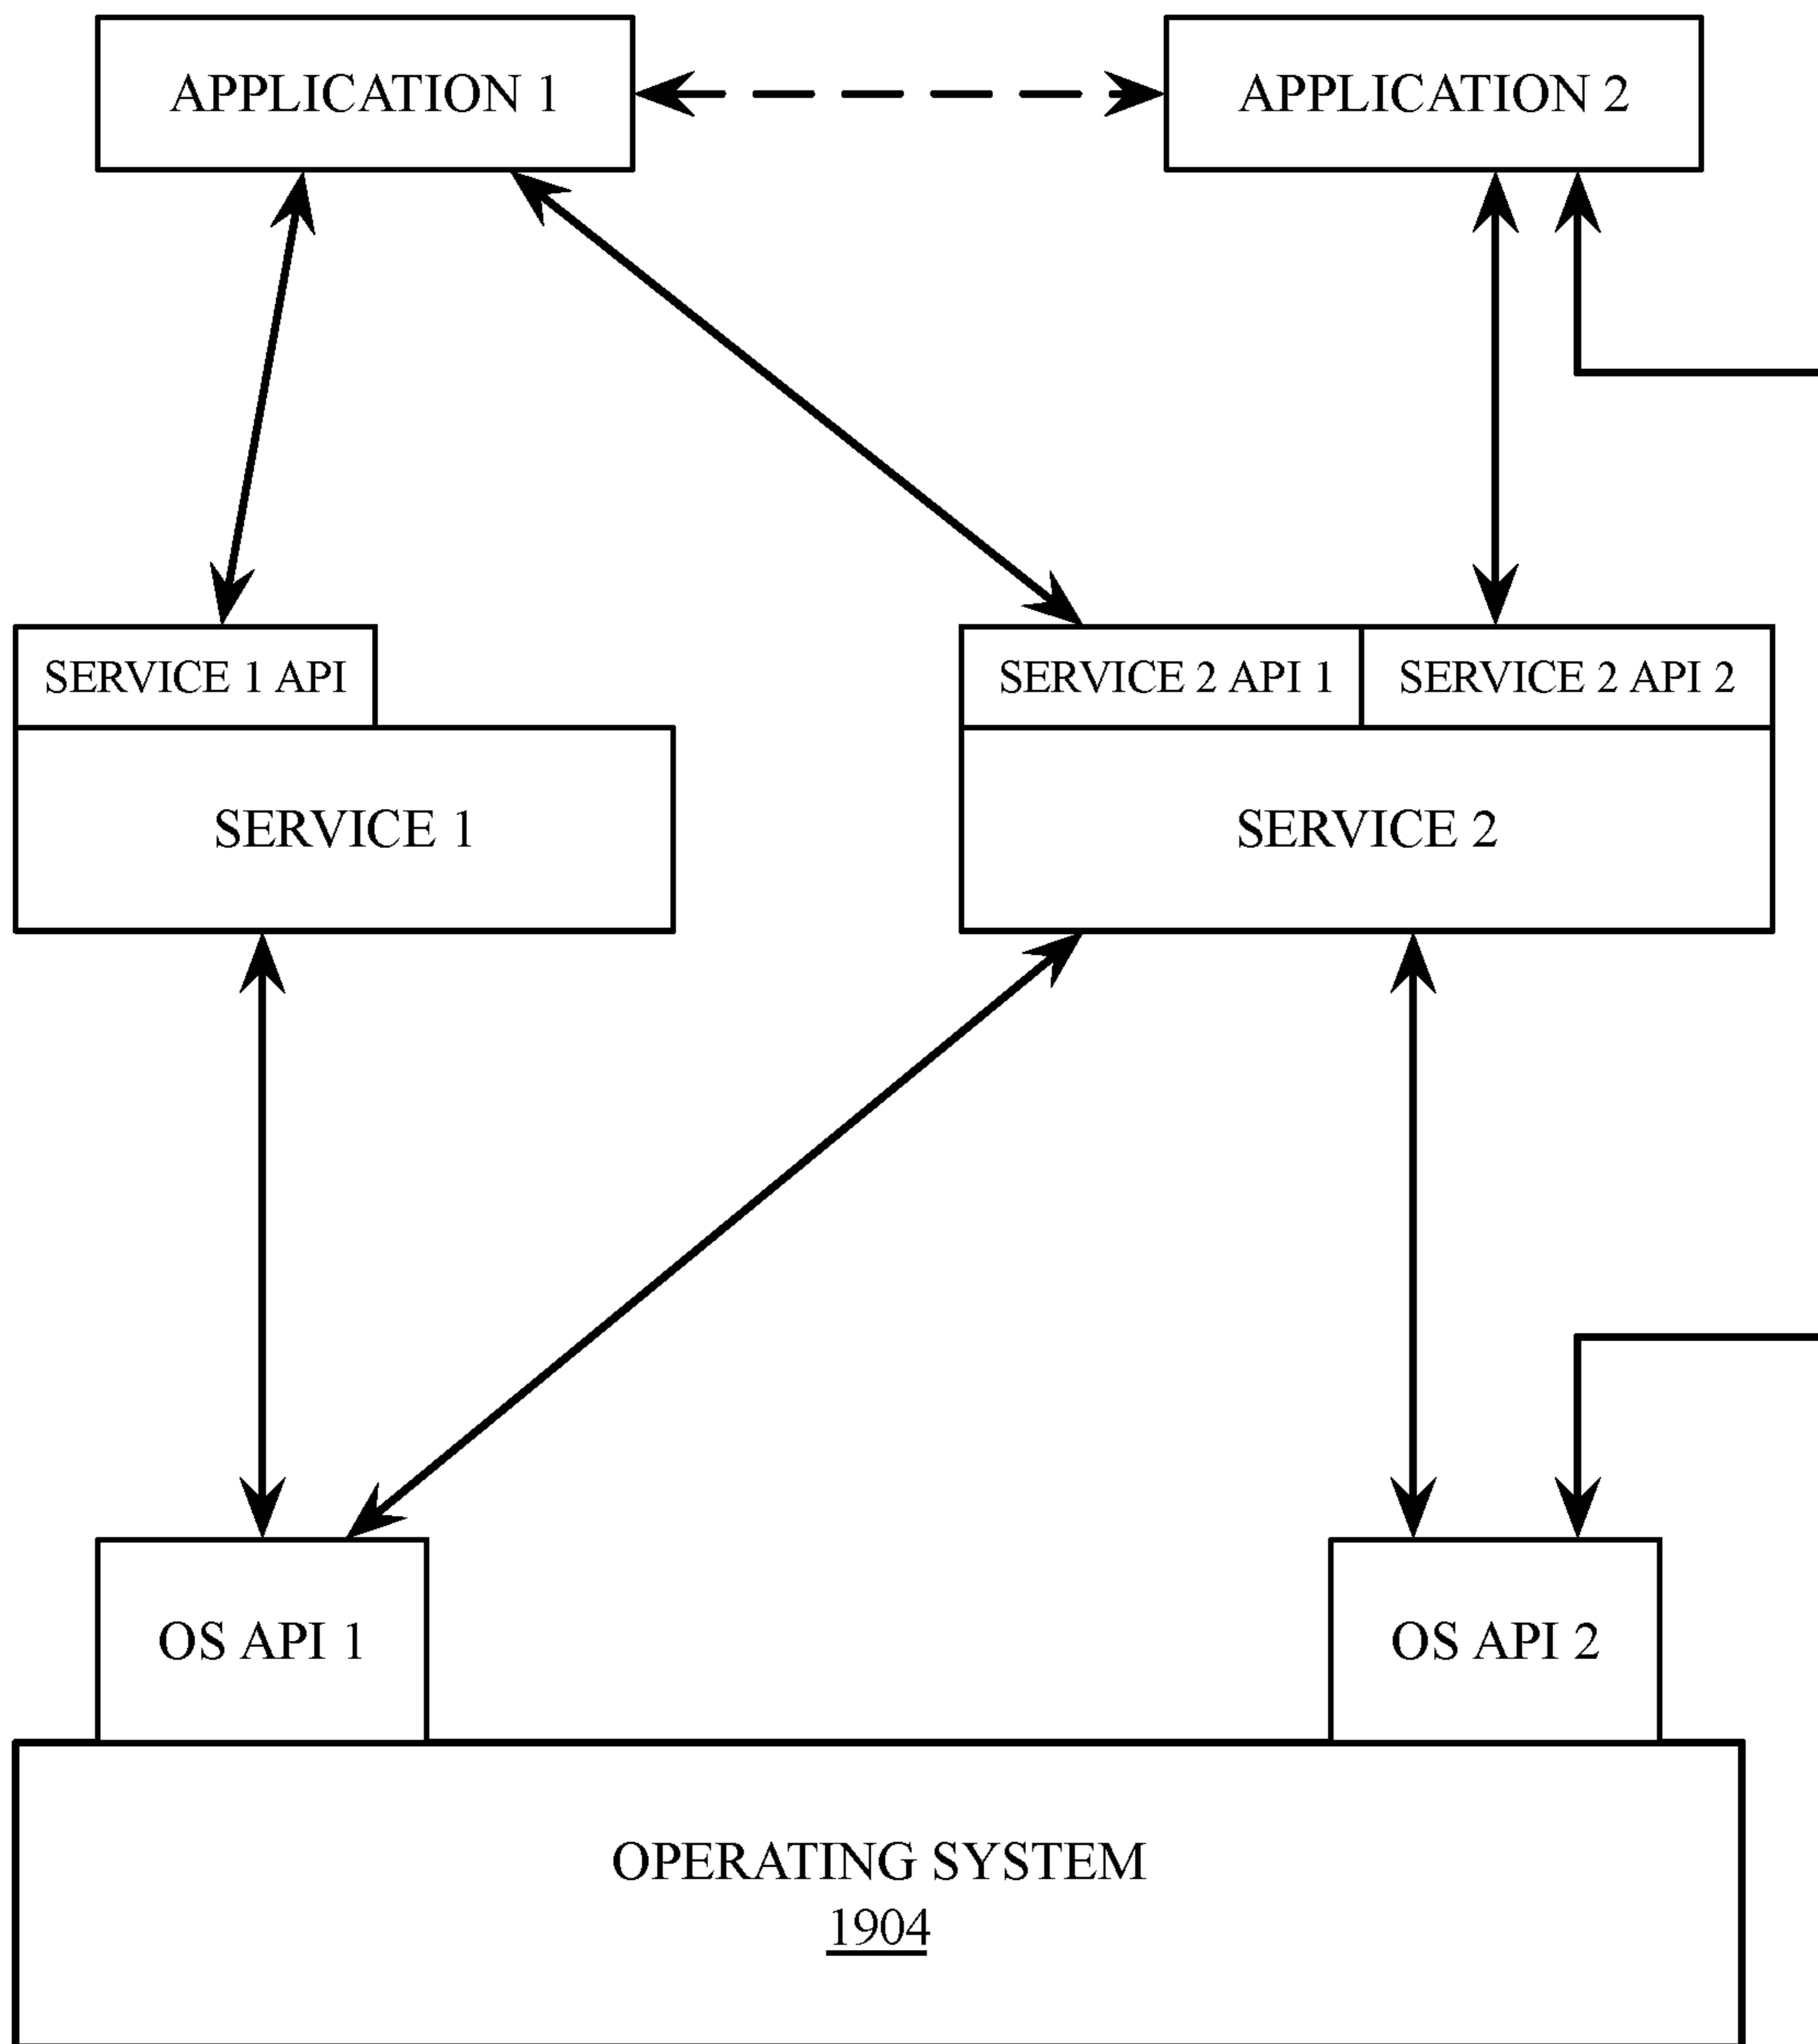 APPLICATION 1
APPLICATION 2
SERVICE 1 API
SERVICE 2 API 1
SERVICE 2 API 2
SERVICE 1
SERVICE 2
OS API 1
OS API 2
OPERATING SYSTEM
1904